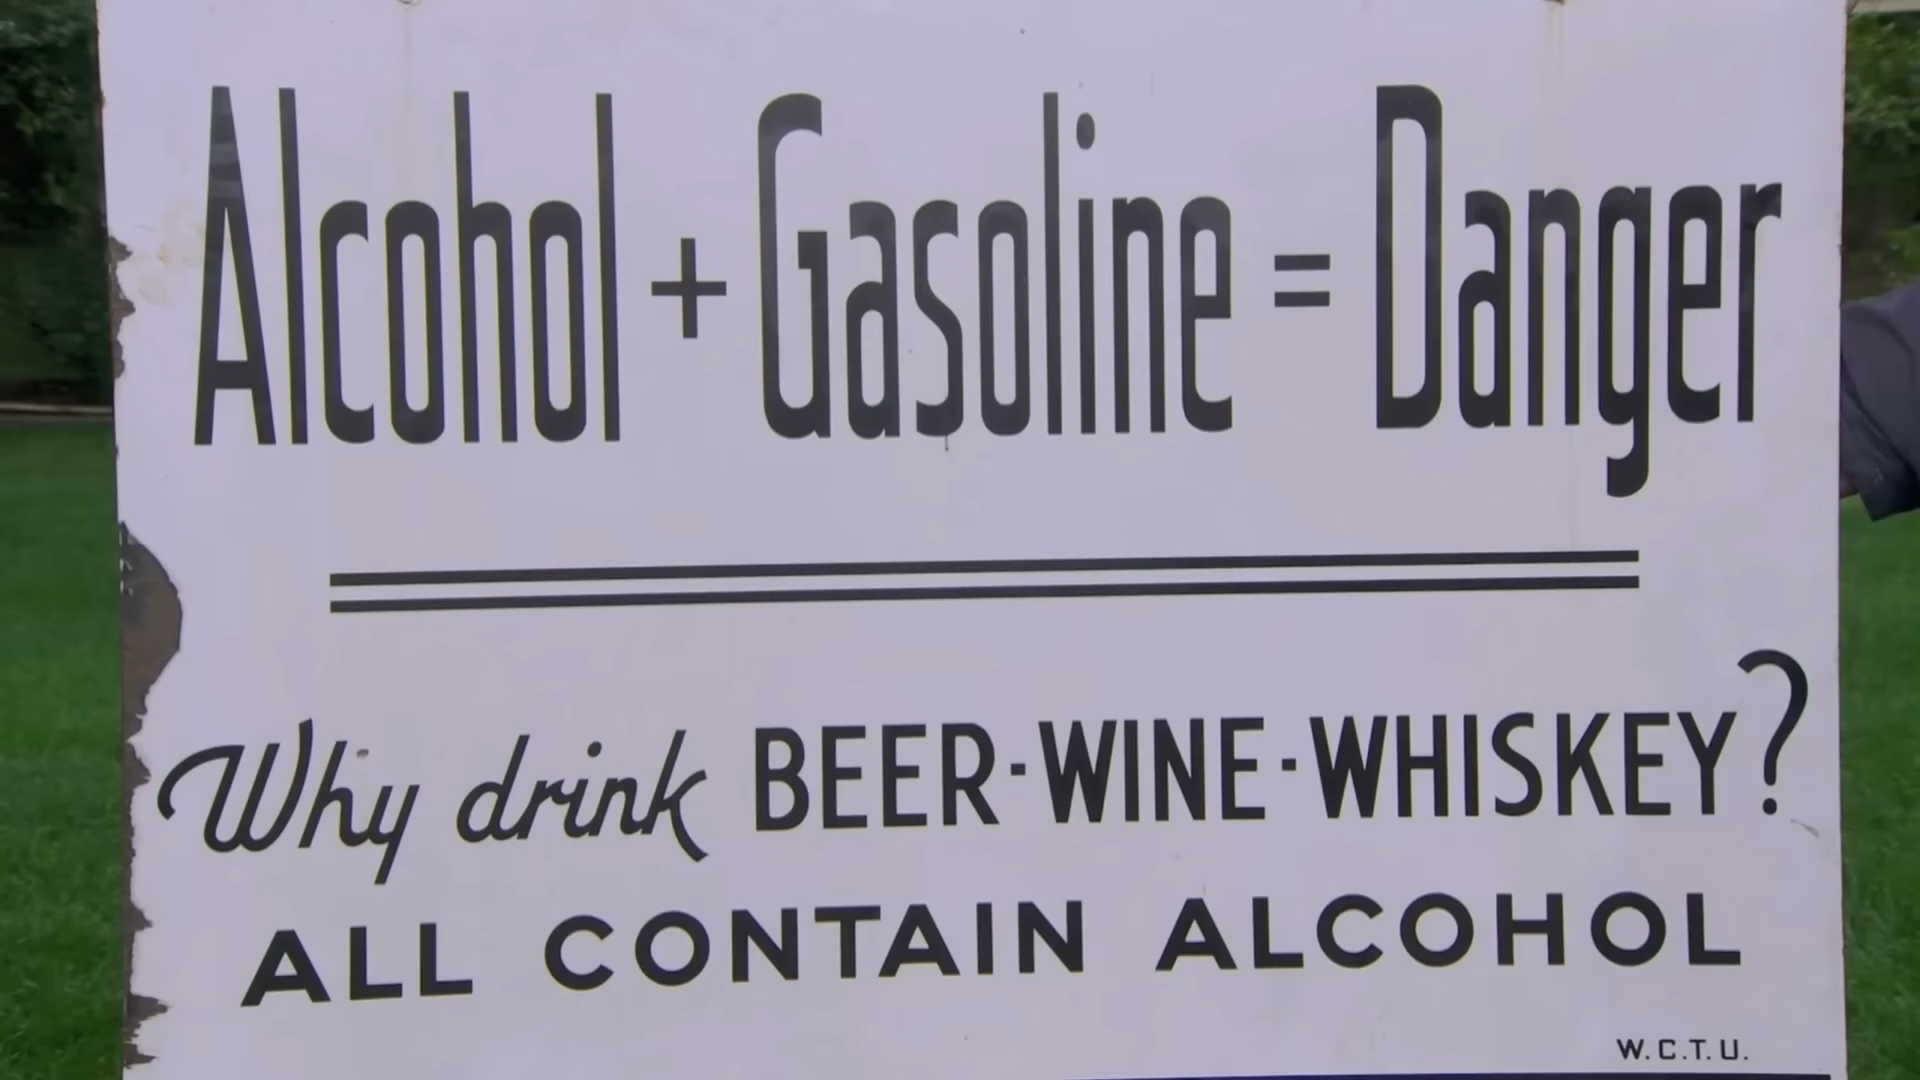 Alcohol + Gasoline = Danger
Why drink BEER-WINE-WHISKEY?
ALL CONTAIN ALCOHOL
W.C.T.U.